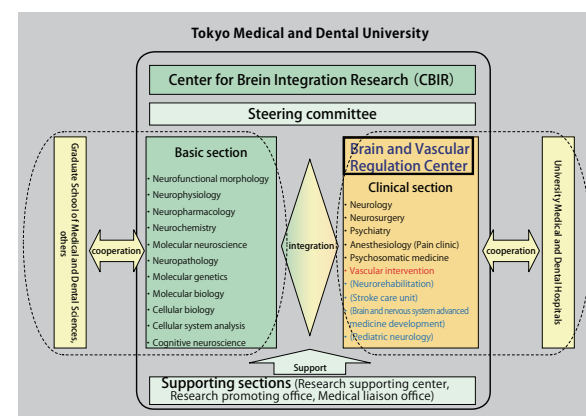 Tokyo Medical and Dental University
Center for Brein Integration Research (CBIR)
Steering committee
Graduate School of Medical and Dental Sciences,
others
cooperation
Basic section
・Neurofunctional morphology
・Neurophysiology
・Neuropharmacology
・Neurochemistry
・Molecular neuroscience
・Neuropathology
・Molecular genetics
・Molecular biology
・Cellular biology
・Cellular system analysis
・Cognitive neuroscience
integration
Brain and Vascular
Regulation Center
Clinical section
・Neurology
・Neurosurgery
・Psychiatry
・Anesthesiology (Pain clinic)
・Psychosomatic medicine
・Vascular intervention
・(Neurorehabilitation)
・(Stroke care unit)
・(Brain and nervous system advanced
medicine development)
・(Pediatric neurology)
cooperation
University Medical and Dental Hospitals
Support
Supporting sections (Research supporting center,
Research promoting office, Medical liaison office)